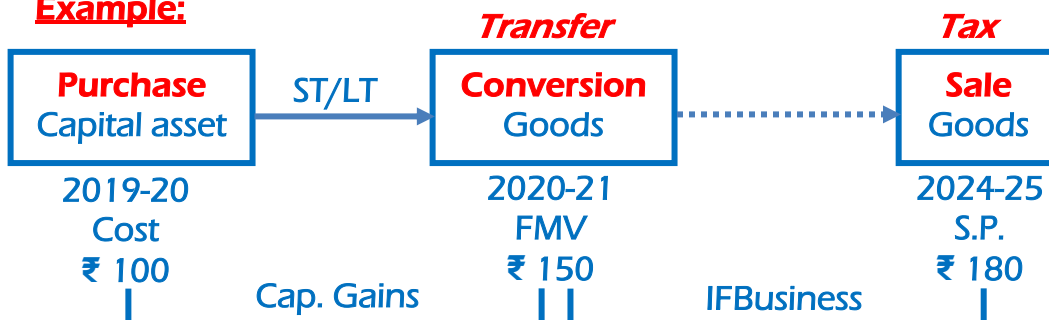 Example:
Transfer
Tax
Purchase
Capital asset
ST/LT
Conversion
Goods
Sale
Goods
2019-20
Cost
₹ 100
2020-21
FMV
₹ 150
2024-25
S.P.
₹ 180
Cap. Gains
IFBusiness